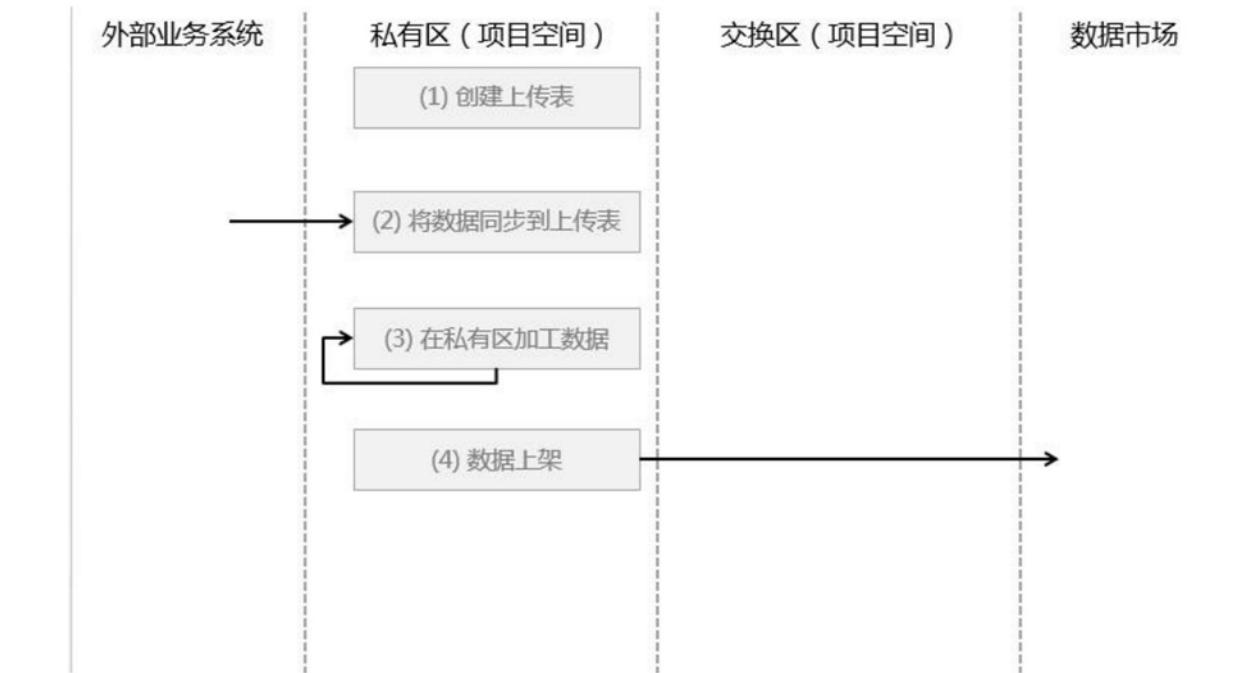 外部业务系统
私有区（项目空间）
交换区（项目空间）
数据市场
(1) 创建上传表
(2) 将数据同步到上传表
(3) 在私有区加工数据
(4) 数据上架